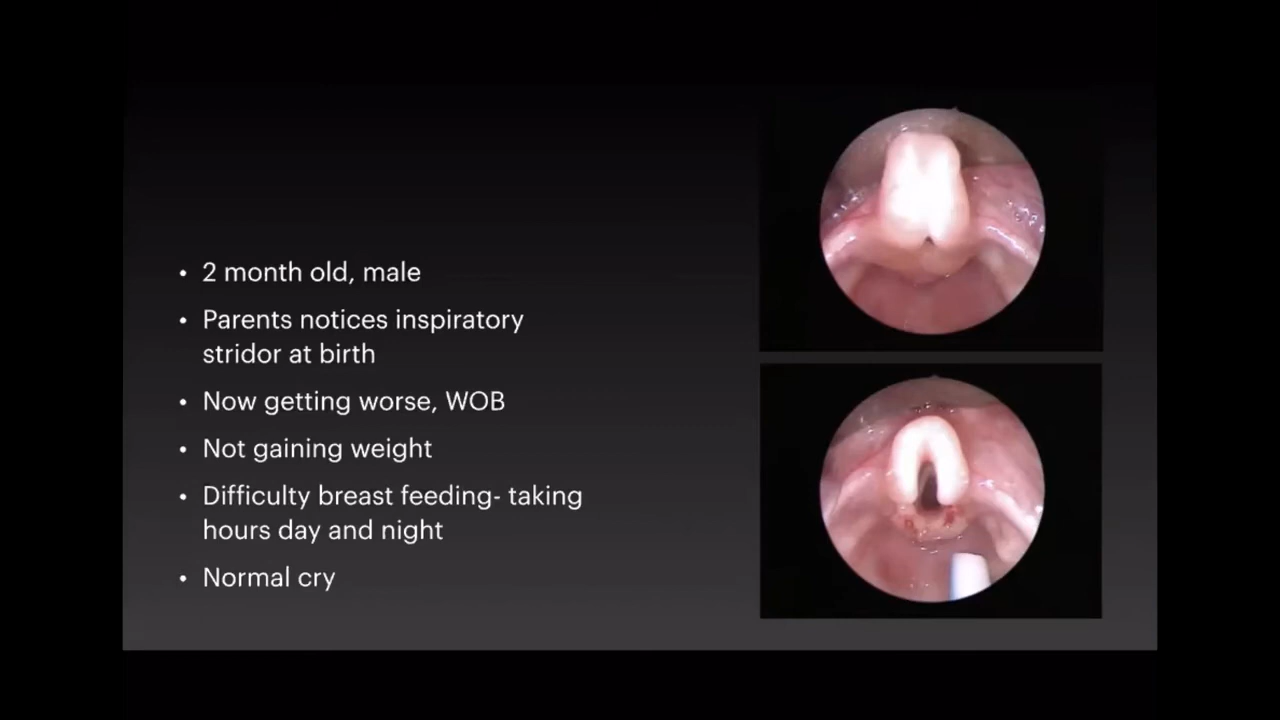 • 2 month old, male
• Parents notices inspiratory
stridor at birth
• Now getting worse, WOB
• Not gaining weight
• Difficulty breast feeding- taking
hours day and night
• Normal cry